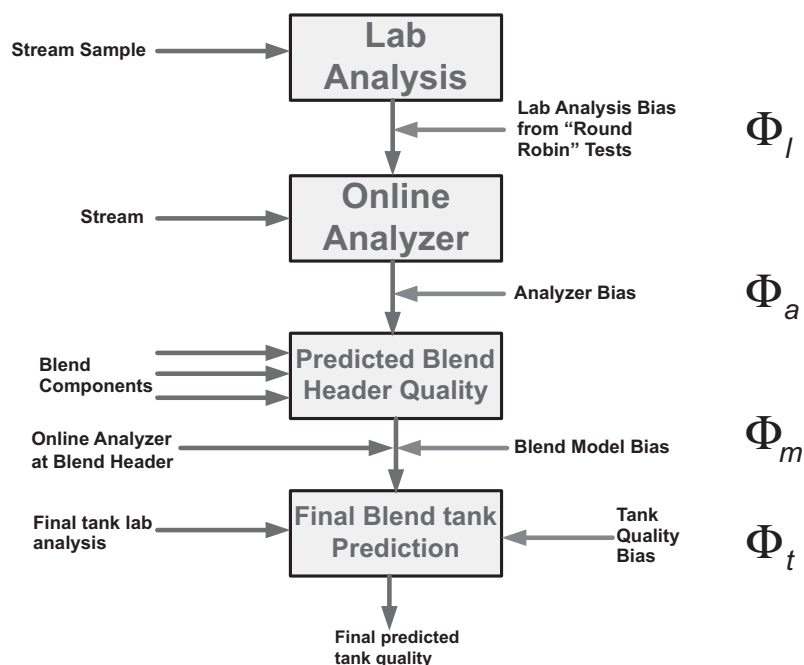 Lab
Analysis
Stream Sample
Lab Analysis Bias
from “Round
Robin” Tests
Φl
Online
Analyzer
Stream
Analyzer Bias
Φa
Predicted Blend
Header Quality
Blend
Components
Online Analyzer
at Blend Header
Blend Model Bias
Φm
Final Blend tank
Prediction
Final tank lab
analysis
Tank
Quality
Bias
Φt
Final predicted
tank quality